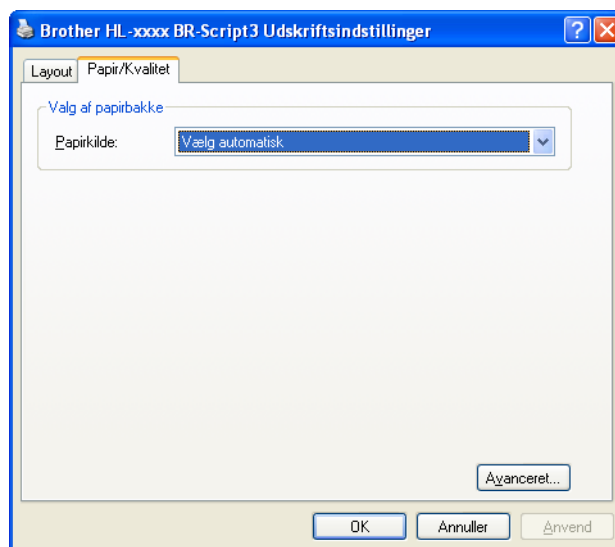 Brother HL-xxxx BR-Script3 Udskriftsindstillinger
Layout Papir/Kvalitet
Valg af papirbakke
Papirkilde: Vælg automatisk
Avanceret...
OK Annuller Anvend